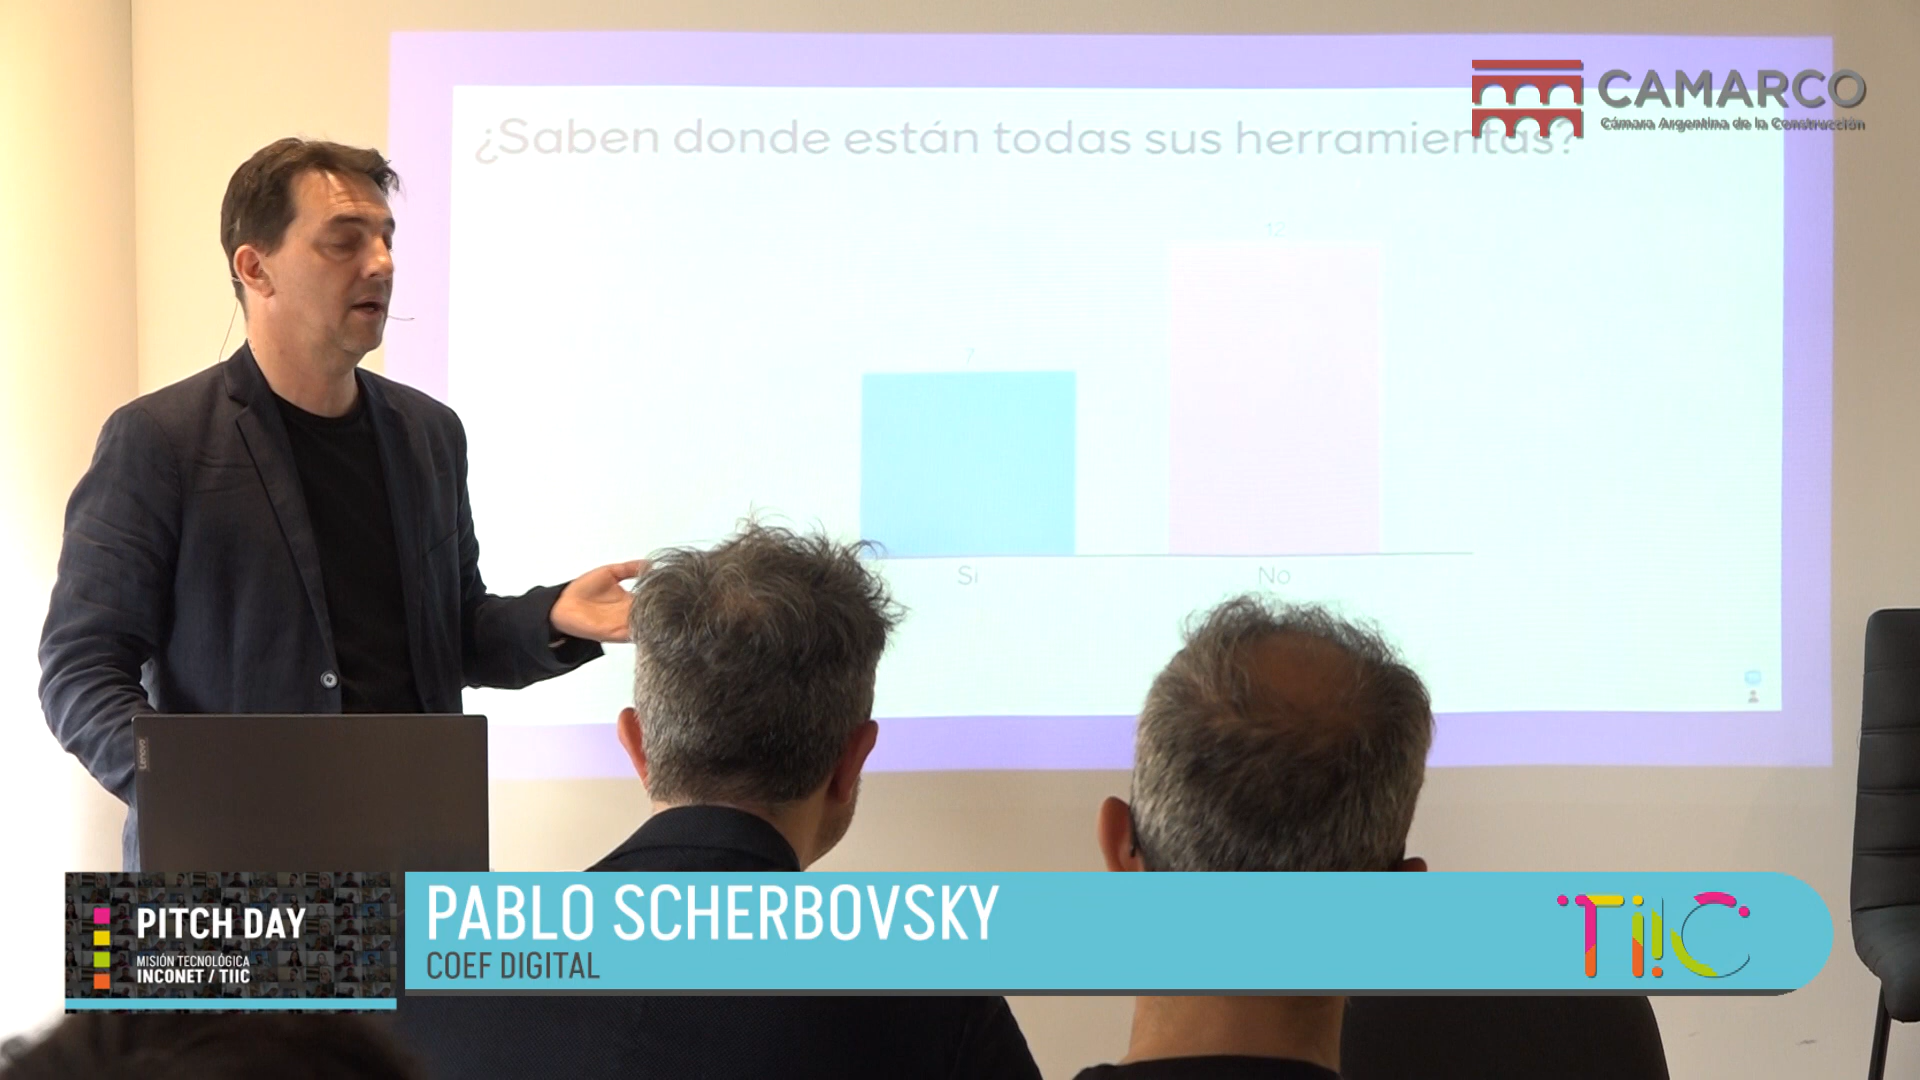 CAMARCO
Cámara Argentina de la Construcción
¿Saben donde están todas sus herramientas?
12
7
Si
No
Lenovo
PITCH DAY
MISIÓN TECNOLÓGICA
INCONET / TIIC
PABLO SCHERBOVSKY
COEF DIGITAL
TiiC